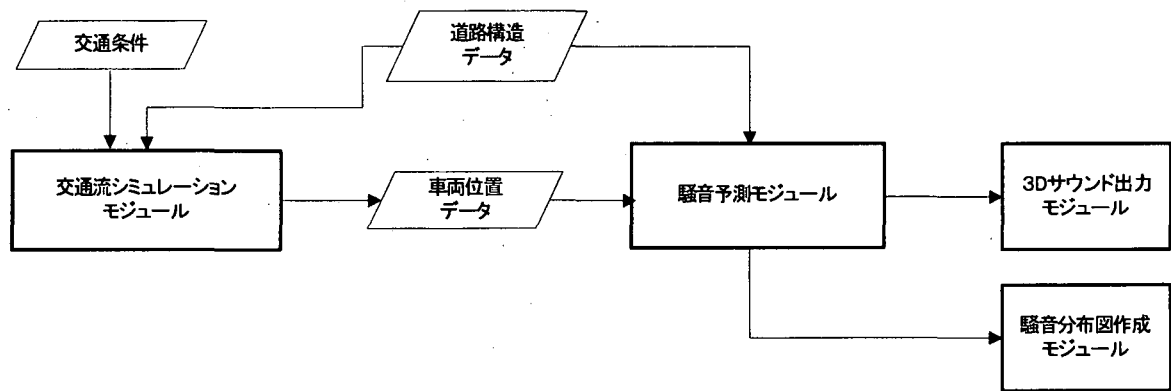 交通条件
道路構造
データ
交通流シミュレーション
モジュール
車両位置
データ
騒音予測モジュール
3Dサウンド出力
モジュール
騒音分布図作成
モジュール